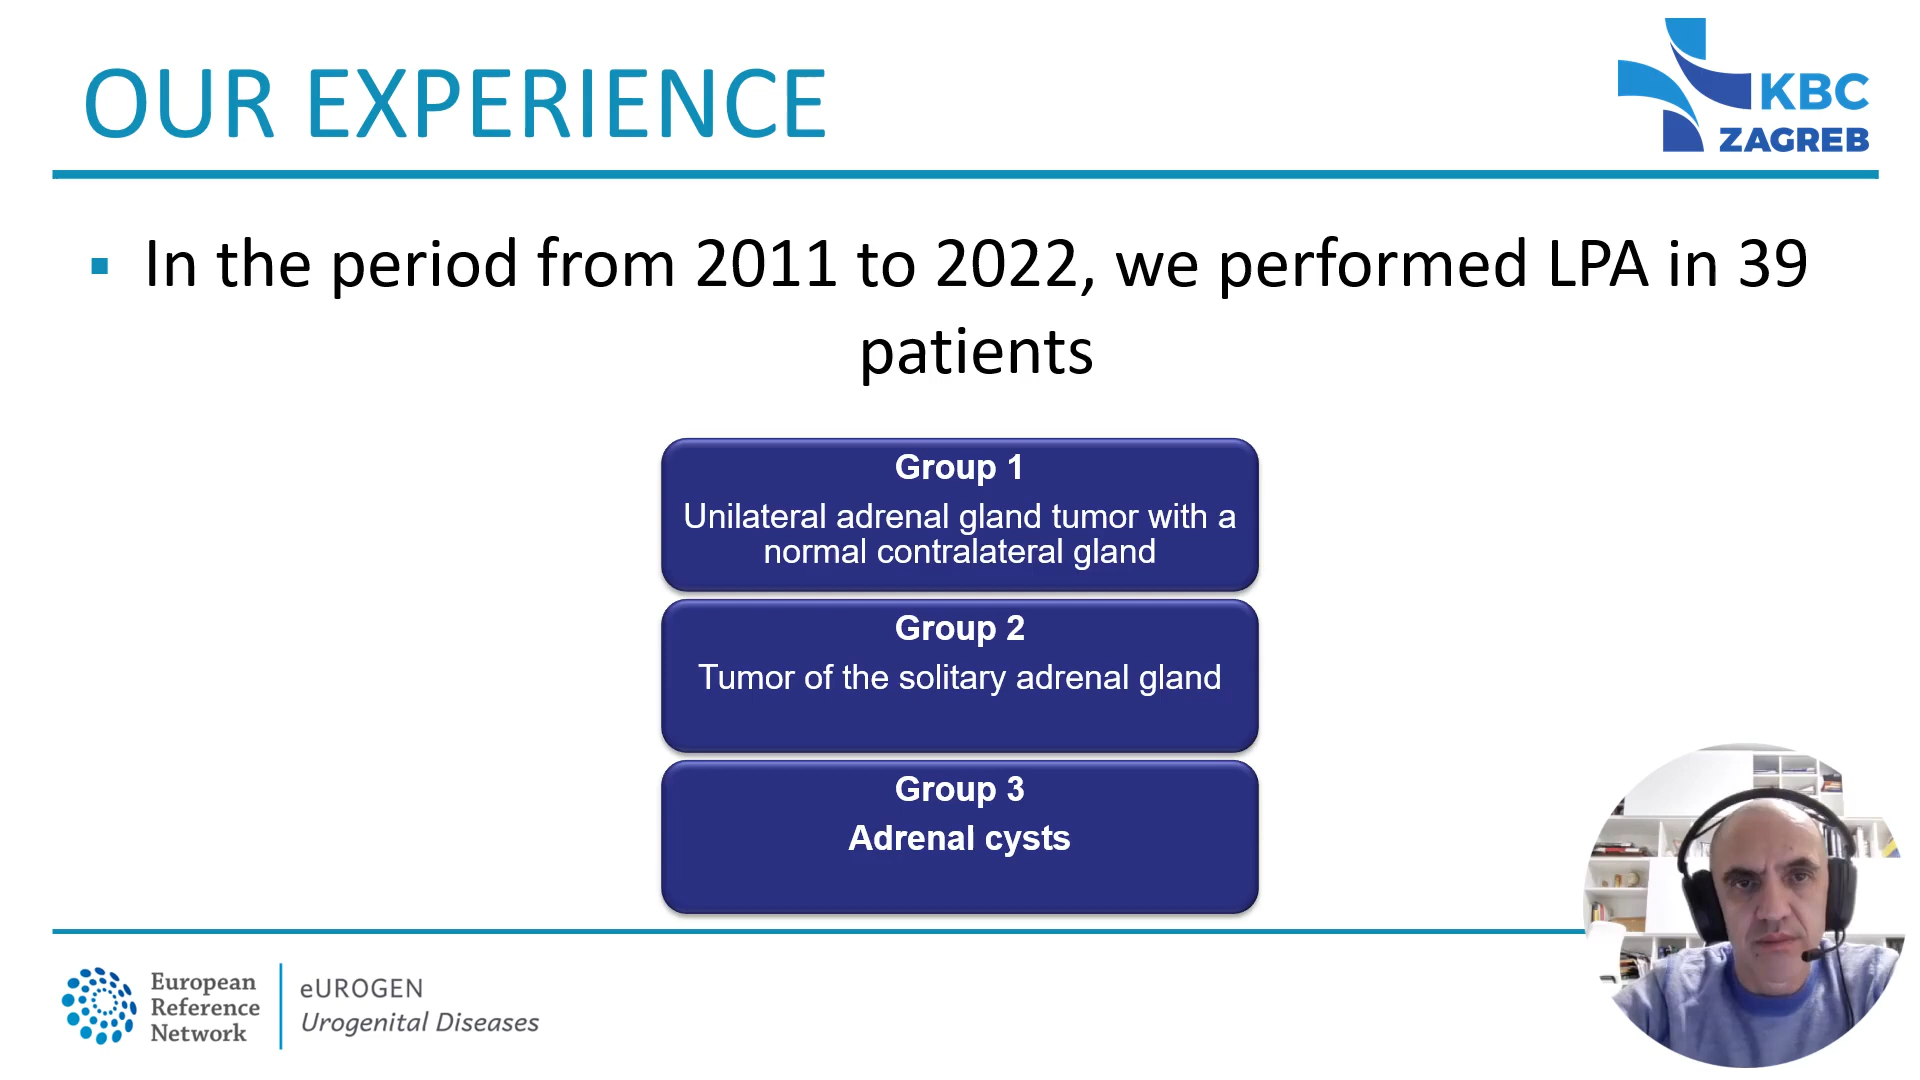 OUR EXPERIENCE
KBC
ZAGREB
▪ In the period from 2011 to 2022, we performed LPA in 39
patients
Group 1
Unilateral adrenal gland tumor with a
normal contralateral gland
Group 2
Tumor of the solitary adrenal gland
Group 3
Adrenal cysts
European
Reference
Network
eUROGEN
Urogenital Diseases